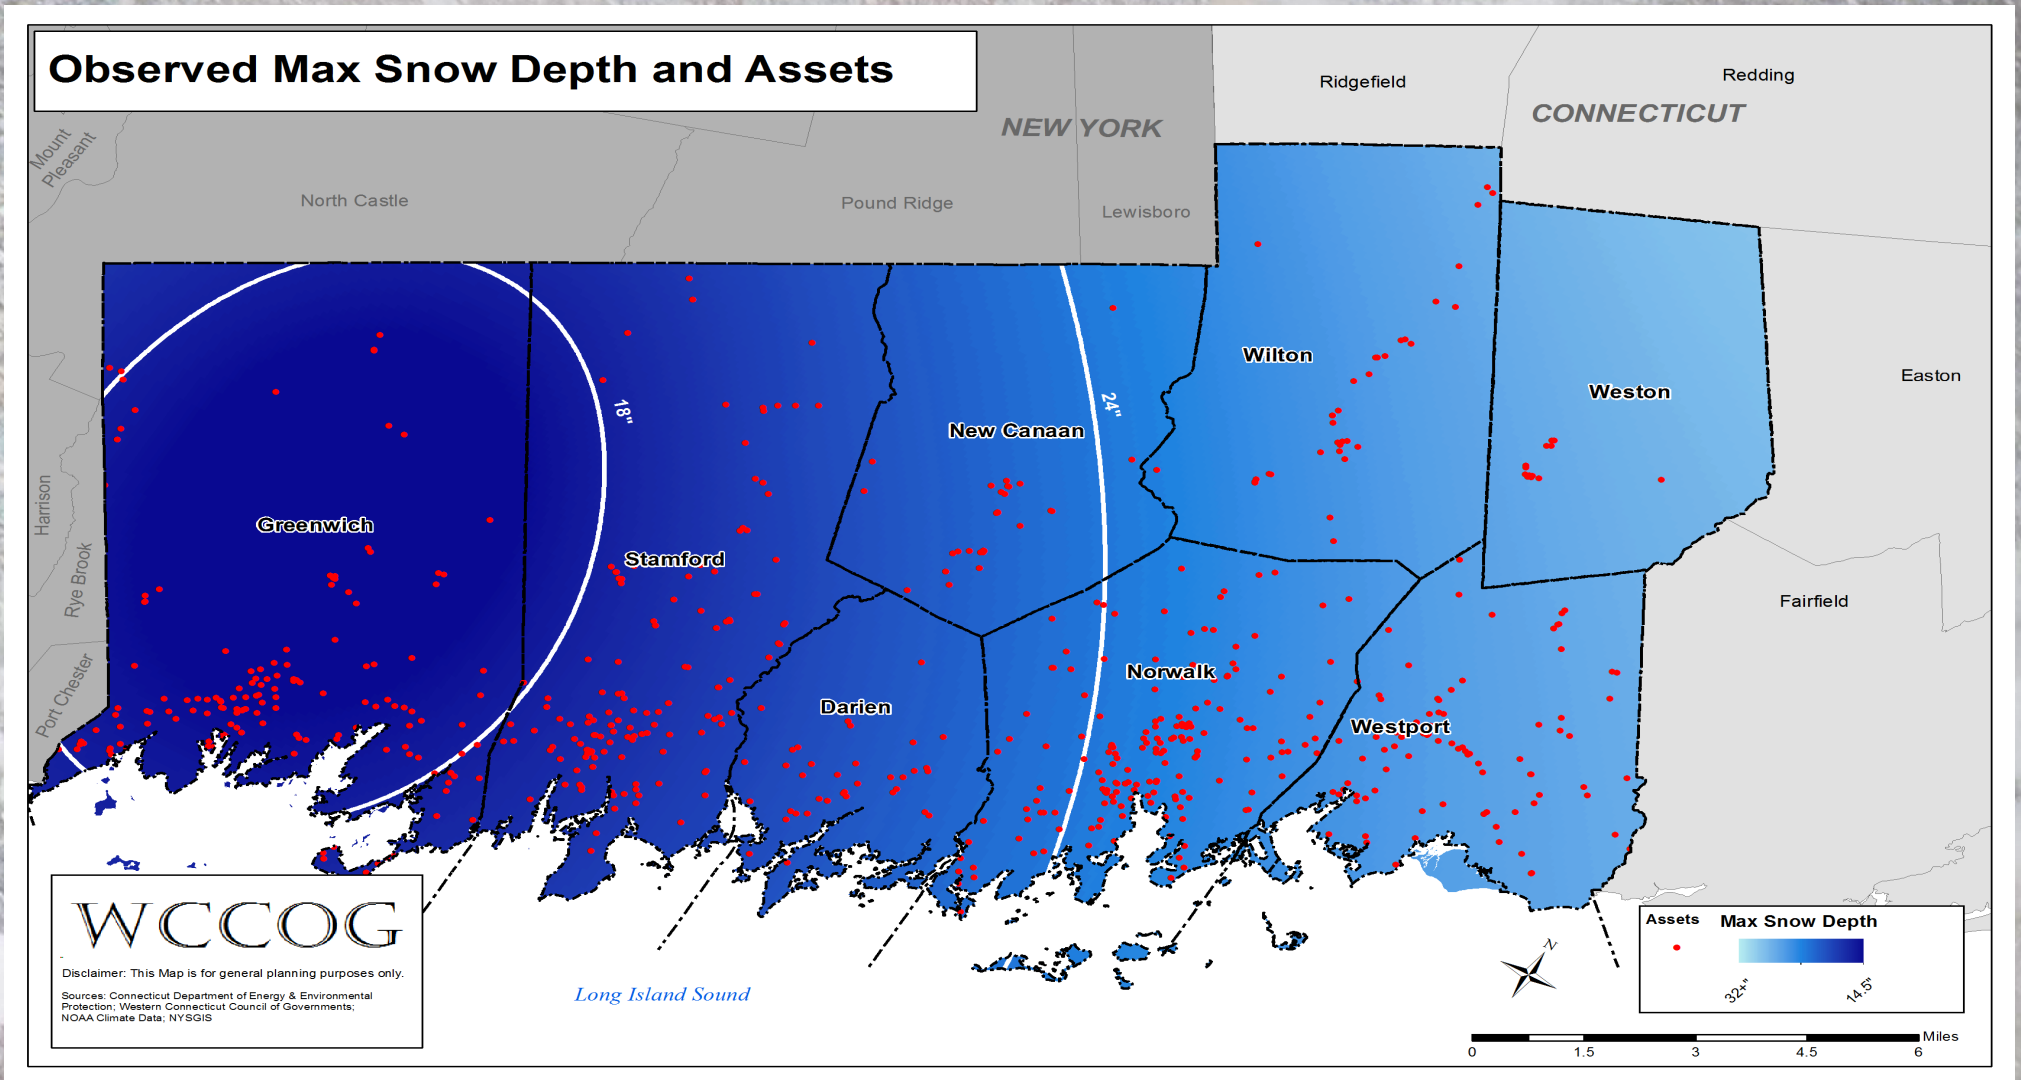 Observed Max Snow Depth and Assets
Ridgefield
Redding
CONNECTICUT
NEW YORK
Mount
Pleasant
North Castle
Pound Ridge
Lewisboro
Wilton
Weston
Easton
18"
24"
New Canaan
Harrison
Greenwich
Stamford
Rye Brook
Fairfield
Port Chester
Norwalk
Darien
Westport
WCCOG
Disclaimer: This Map is for general planning purposes only.
Sources: Connecticut Department of Energy & Environmental
Protection; Western Connecticut Council of Governments;
NOAA Climate Data; NYSGIS
Long Island Sound
N
Assets
Max Snow Depth
32+"
14.5"
Miles
0 1.5 3 4.5 6